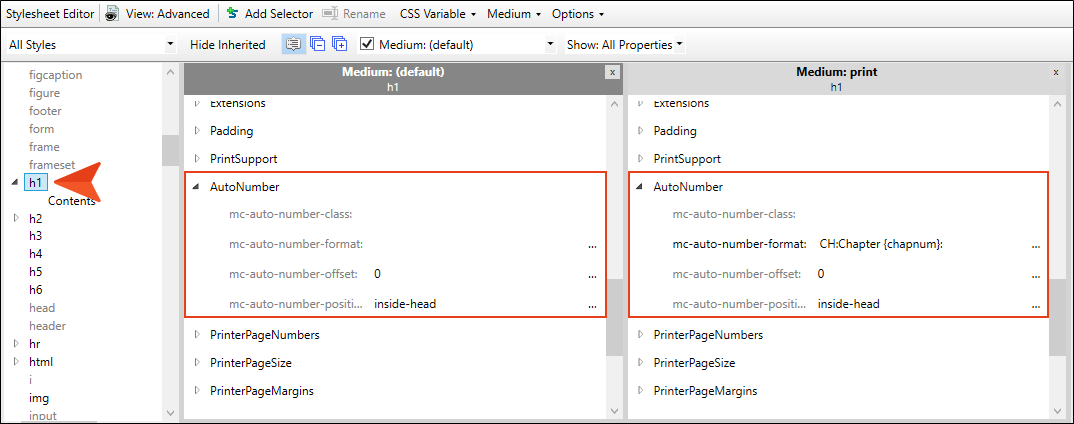 Stylesheet Editor View: Advanced Add Selector Rename CSS Variable Medium Options
All Styles Hide Inherited Medium: (default) Show: All Properties
figcaption
figure
footer
form
frame
frameset
h1
Contents
h2
h3
h4
h5
h6
head
header
hr
html
i
img
input
Medium: (default) x
h1
Extensions
Padding
PrintSupport
AutoNumber
mc-auto-number-class:
mc-auto-number-format: ...
mc-auto-number-offset: 0 ...
mc-auto-number-positi... inside-head ...
PrinterPageNumbers
PrinterPageSize
PrinterPageMargins
Medium: print x
h1
Extensions
Padding
PrintSupport
AutoNumber
mc-auto-number-class:
mc-auto-number-format: CH:Chapter {chapnum}: ...
mc-auto-number-offset: 0 ...
mc-auto-number-positi... inside-head ...
PrinterPageNumbers
PrinterPageSize
PrinterPageMargins